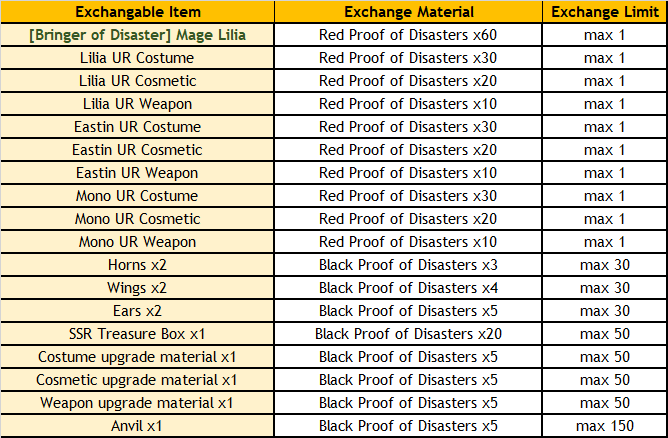 Exchangable Item Exchange Material Exchange Limit
[Bringer of Disaster] Mage Lilia Red Proof of Disasters x60 max 1
Lilia UR Costume Red Proof of Disasters x30 max 1
Lilia UR Cosmetic Red Proof of Disasters x20 max 1
Lilia UR Weapon Red Proof of Disasters x10 max 1
Eastin UR Costume Red Proof of Disasters x30 max 1
Eastin UR Cosmetic Red Proof of Disasters x20 max 1
Eastin UR Weapon Red Proof of Disasters x10 max 1
Mono UR Costume Red Proof of Disasters x30 max 1
Mono UR Cosmetic Red Proof of Disasters x20 max 1
Mono UR Weapon Red Proof of Disasters x10 max 1
Horns x2 Black Proof of Disasters x3 max 30
Wings x2 Black Proof of Disasters x4 max 30
Ears x2 Black Proof of Disasters x5 max 30
SSR Treasure Box x1 Black Proof of Disasters x20 max 50
Costume upgrade material x1 Black Proof of Disasters x5 max 50
Cosmetic upgrade material x1 Black Proof of Disasters x5 max 50
Weapon upgrade material x1 Black Proof of Disasters x5 max 50
Anvil x1 Black Proof of Disasters x5 max 150